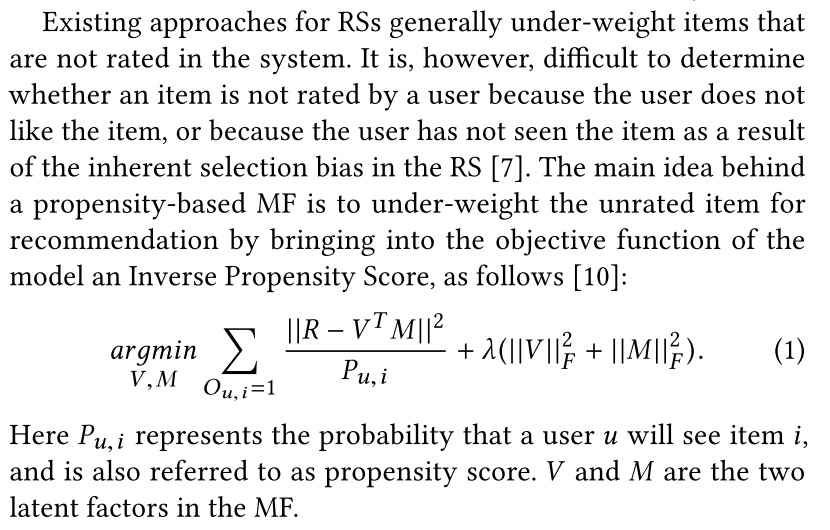 Existing approaches for RSs generally under-weight items that
are not rated in the system. It is, however, difficult to determine
whether an item is not rated by a user because the user does not
like the item, or because the user has not seen the item as a result
of the inherent selection bias in the RS [7]. The main idea behind
a propensity-based MF is to under-weight the unrated item for
recommendation by bringing into the objective function of the
model an Inverse Propensity Score, as follows [10]:
argmin_{V,M} ∑_{O_{u,i}=1} \frac{||R − V^T M||^2}{P_{u,i}} + λ(||V||_F^2 + ||M||_F^2). (1)
Here P_{u,i} represents the probability that a user u will see item i,
and is also referred to as propensity score. V and M are the two
latent factors in the MF.